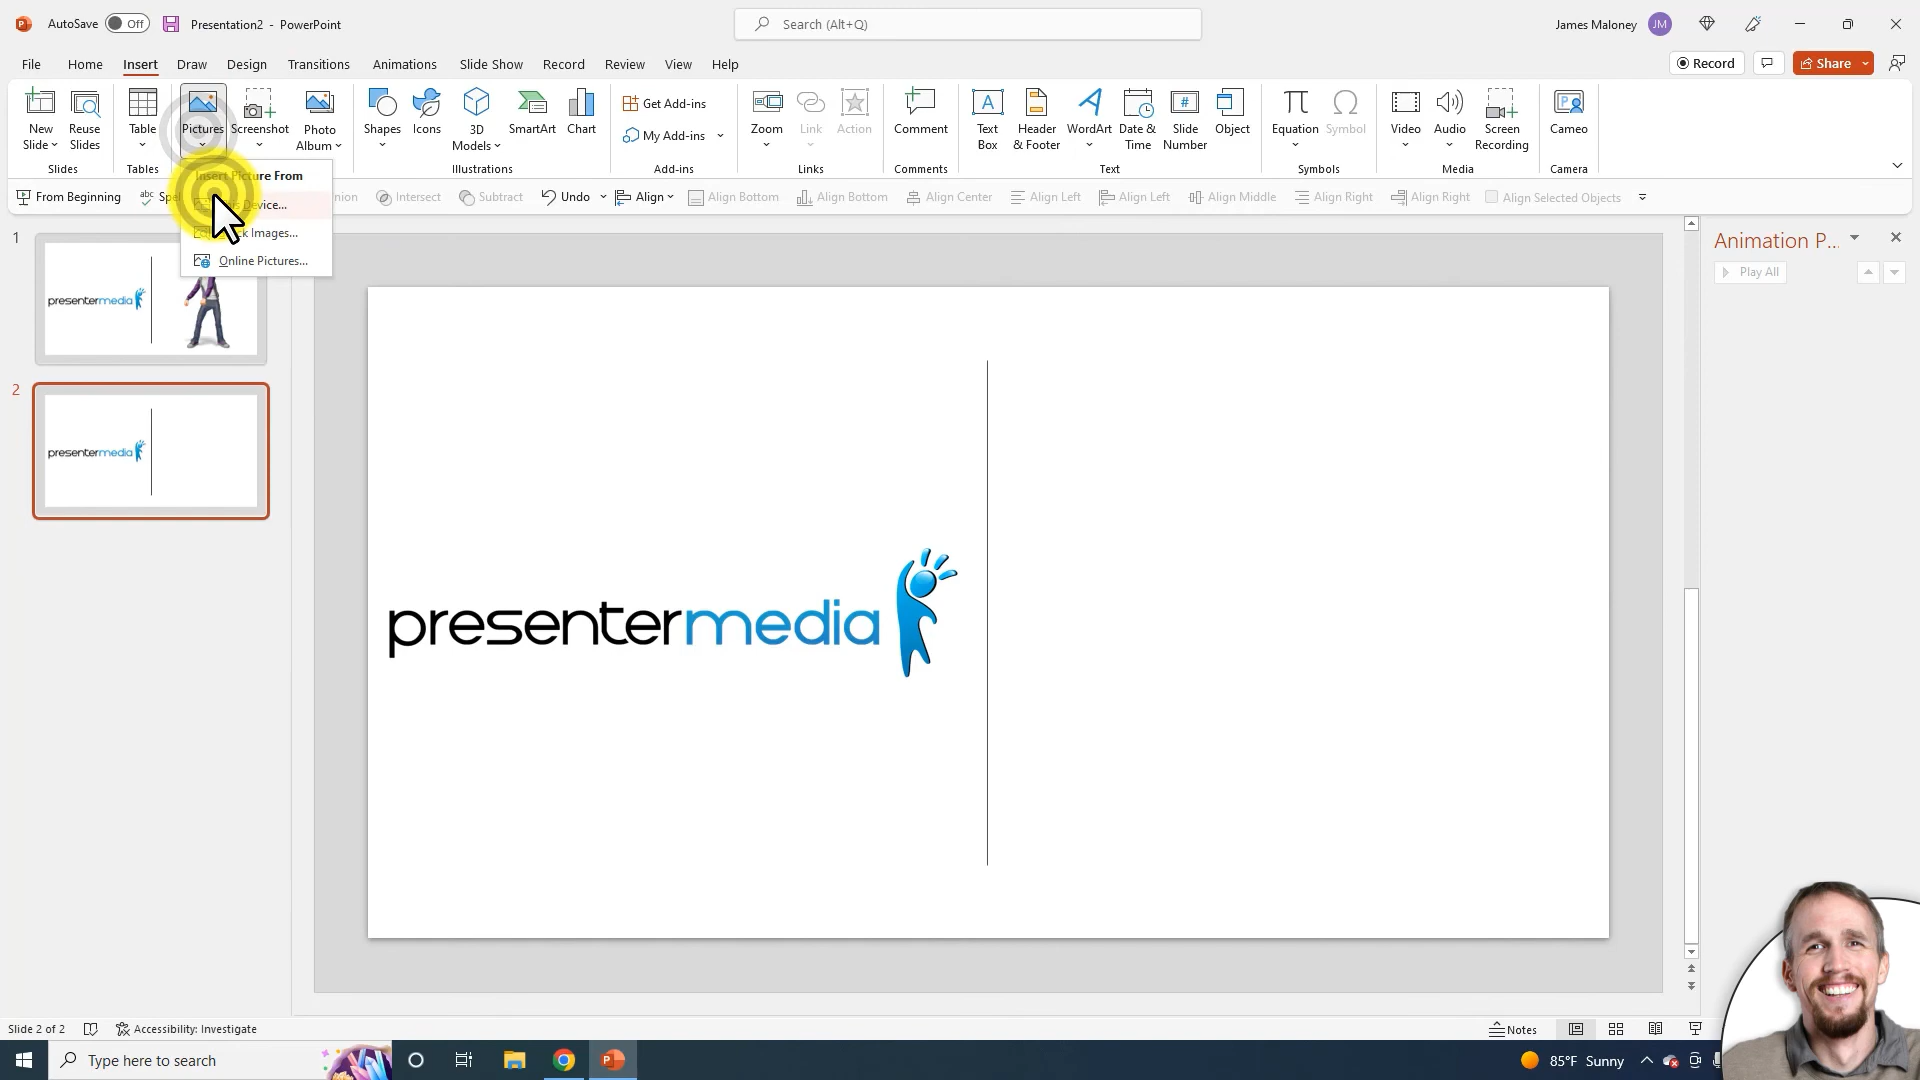 AutoSave Off Presentation2 - PowerPoint Search (Alt+Q) James Maloney JM
File Home Insert Draw Design Transitions Animations Slide Show Record Review View Help Record Share
New Slide
Reuse Slides
Table
Pictures
Screenshot
Photo Album
Shapes
Icons
3D Models
SmartArt
Chart
Get Add-ins
My Add-ins
Zoom
Link
Action
Comment
Text Box
Header & Footer
WordArt
Date & Time
Slide Number
Object
Equation
Symbol
Video
Audio
Screen Recording
Cameo
Slides Tables Illustrations Add-ins Links Comments Text Symbols Media Camera
Insert Picture From
Device...
Images...
Online Pictures...
From Beginning abc Intersect Subtract Undo Align Align Bottom Align Bottom Align Center Align Left Align Left Align Middle Align Right Align Right Align Selected Objects
Animation P...
Play All
1
presentermedia
2
presentermedia
presentermedia
Slide 2 of 2 Accessibility: Investigate Notes
Type here to search 85°F Sunny